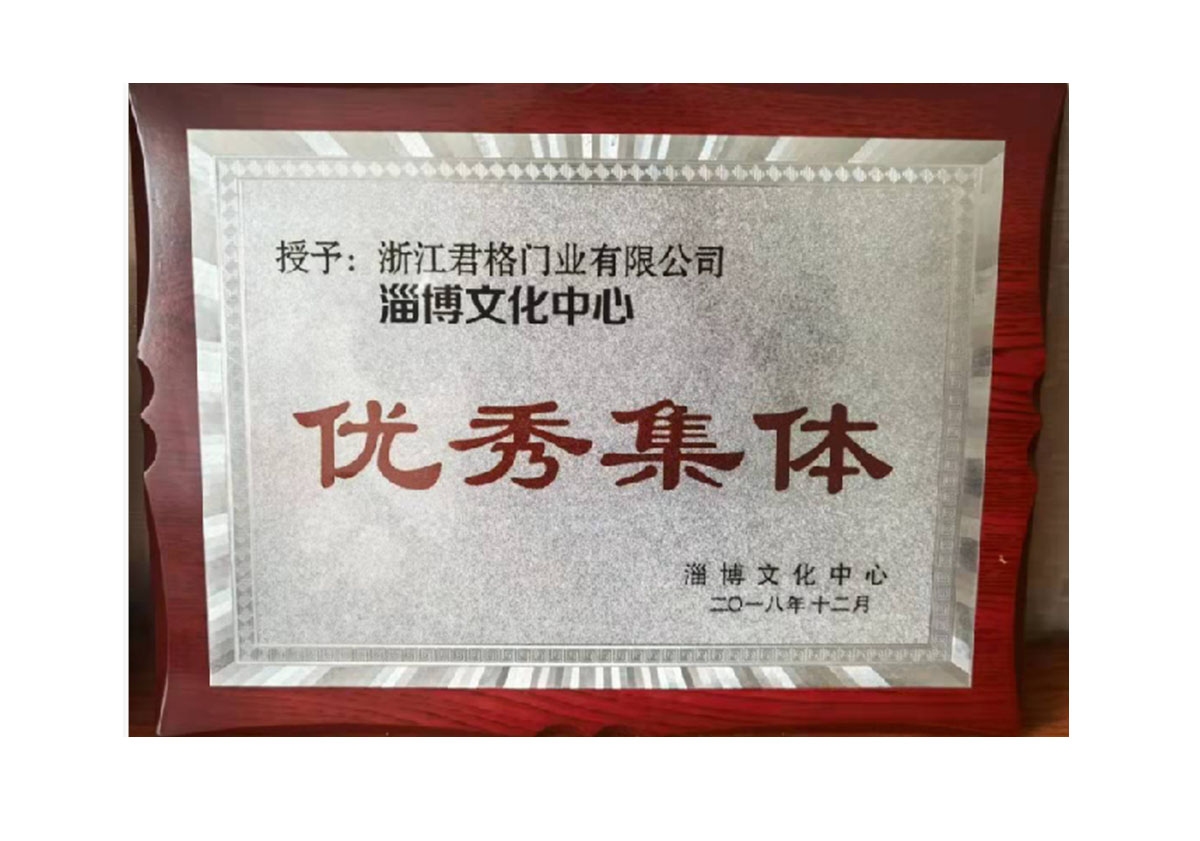 授予：浙江君格门业有限公司
淄博文化中心
优秀集体
淄博文化中心
二〇一八年十二月